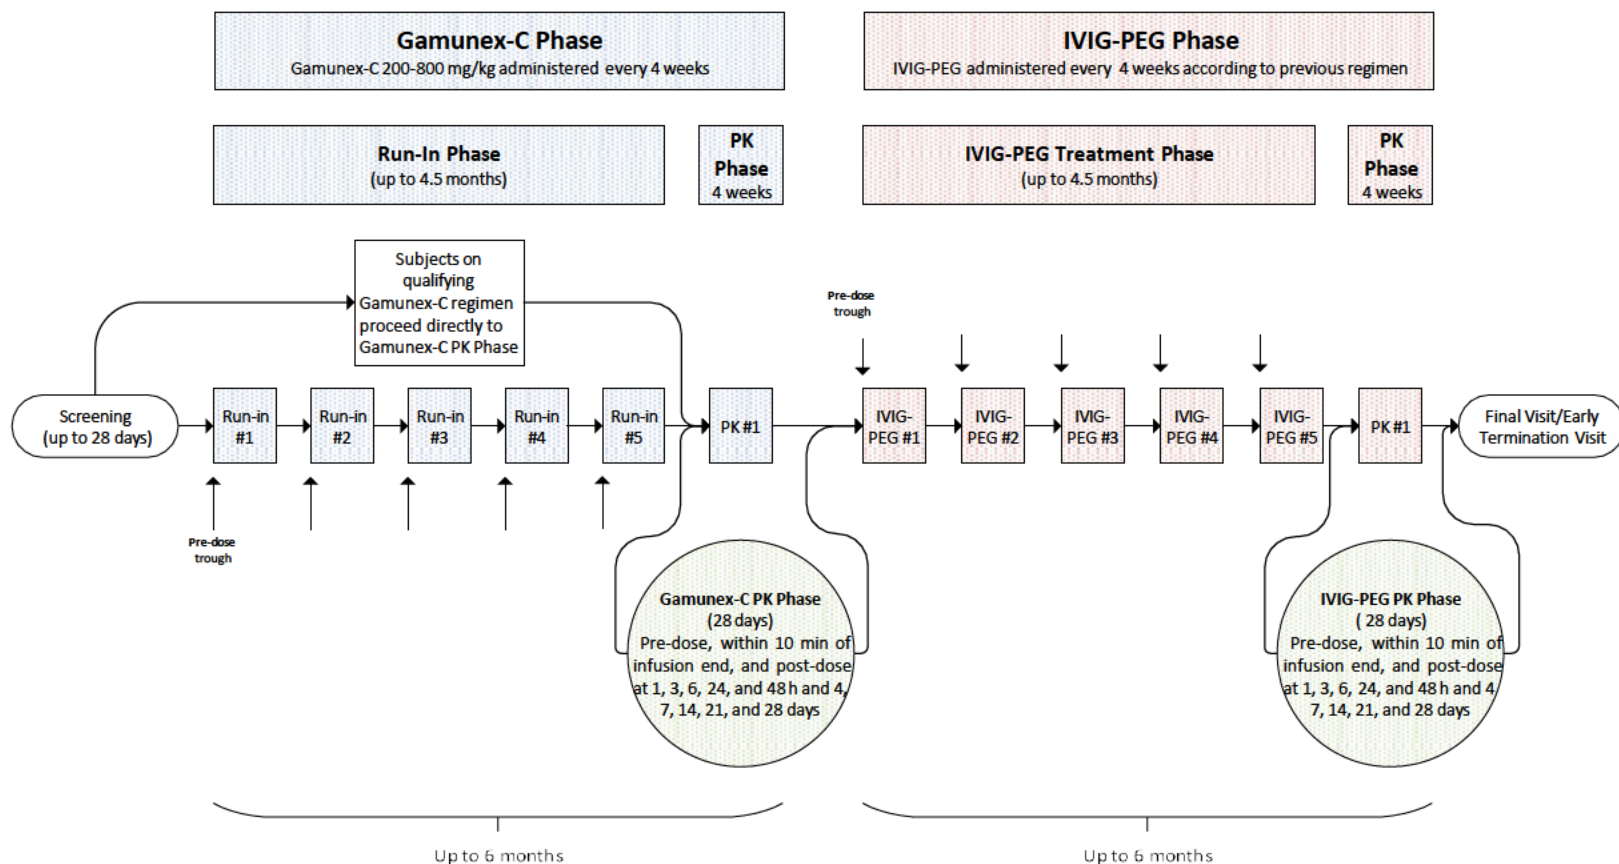 Gamunex-C Phase
Gamunex-C 200-800 mg/kg administered every 4 weeks
IVIG-PEG Phase
IVIG-PEG administered every 4 weeks according to previous regimen
Run-In Phase
(up to 4.5 months)
PK
Phase
4 weeks
IVIG-PEG Treatment Phase
(up to 4.5 months)
PK
Phase
4 weeks
Subjects on
qualifying
Gamunex-C regimen
proceed directly to
Gamunex-C PK Phase
Pre-dose
trough
Screening
(up to 28 days)
Run-in
#1
Run-in
#2
Run-in
#3
Run-in
#4
Run-in
#5
PK #1
IVIG-
PEG #1
IVIG-
PEG #2
IVIG-
PEG #3
IVIG-
PEG #4
IVIG-
PEG #5
PK #1
Final Visit/Early
Termination Visit
Pre-dose
trough
Gamunex-C PK Phase
(28 days)
Pre-dose, within 10 min of
infusion end, and post-dose
at 1, 3, 6, 24, and 48 h and 4,
7, 14, 21, and 28 days
IVIG-PEG PK Phase
( 28 days)
Pre-dose, within 10 min of
infusion end, and post-dose
at 1, 3, 6, 24, and 48 h and 4,
7, 14, 21, and 28 days
Up to 6 months
Up to 6 months